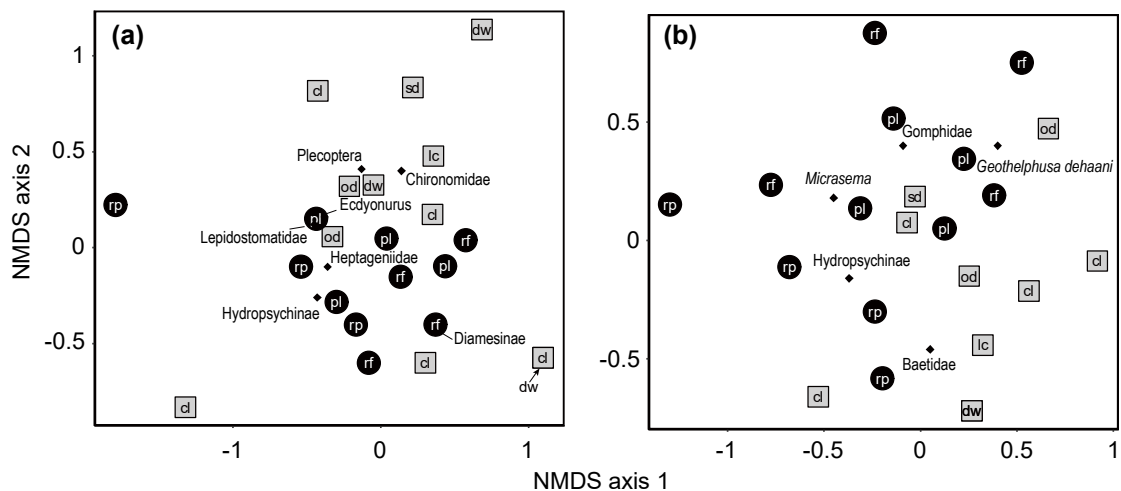 (a)
dw
1
cl
sd
0.5
Plecoptera
lc
Chironomidae
od
dw
rp
Ecdyonurus
pl
cl
Lepidostomatidae
od
pl
rf
0
Heptageniidae
rp
rf
pl
Hydropsychinae
pl
rp
rf
Diamesinae
-0.5
rf
cl
cl
dw
cl
-1
0
1
NMDS axis 2
(b)
rf
rf
0.5
pl
Gomphidae
od
pl
Geothelphusa dehaani
Micrasema
rf
rf
rp
pl
sd
cl
pl
0
rp
Hydropsychinae
od
cl
cl
rp
lc
-0.5
Baetidae
rp
cl
dw
-1
-0.5
0
0.5
1
NMDS axis 1